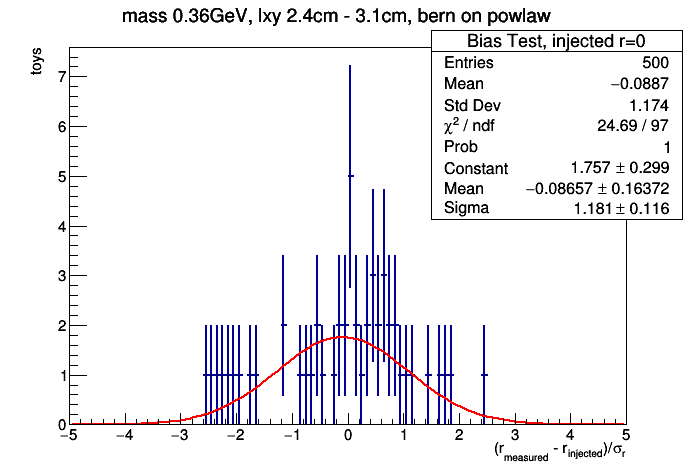 mass 0.36GeV, lxy 2.4cm - 3.1cm, bern on powlaw
Bias Test, injected r=0
Entries 500
Mean −0.0887
Std Dev 1.174
χ² / ndf 24.69 / 97
Prob 1
Constant 1.757 ± 0.299
Mean −0.08657 ± 0.16372
Sigma 1.181 ± 0.116
toys
7
6
5
4
3
2
1
0
−5 −4 −3 −2 −1 0 1 2 3 4 5
(r_measured - r_injected)/σ_r